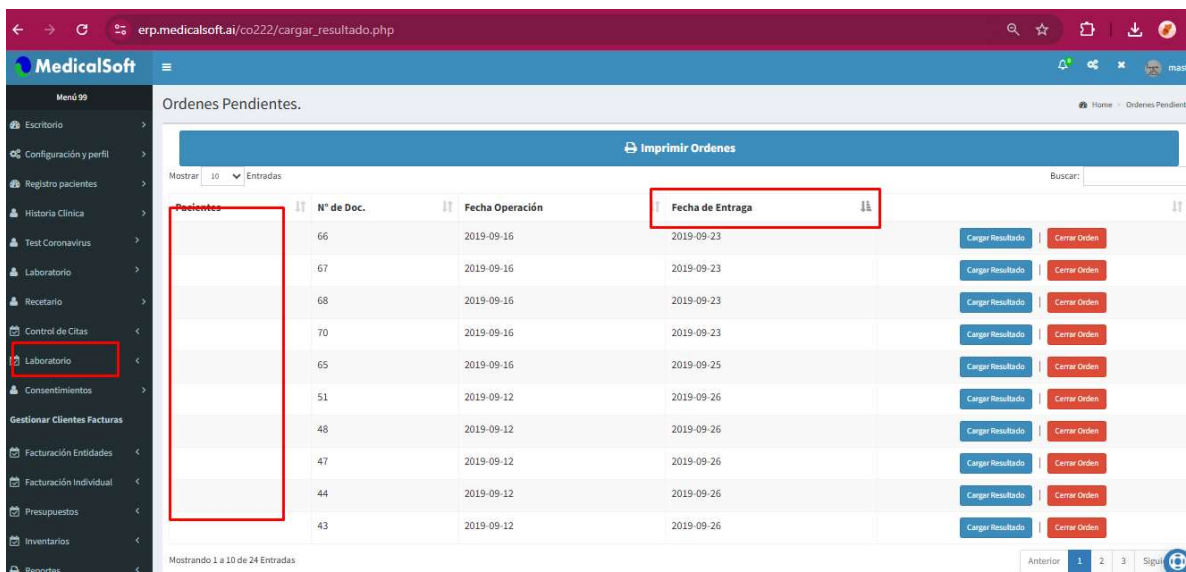 erp.medicalsoft.ai/co222/cargar_resultado.php
MedicalSoft
Menú 99
Escritorio
Configuración y perfil
Registro pacientes
Historia Clinica
Test Coronavirus
Laboratorio
Recetario
Control de Citas
Laboratorio
Consentimientos
Gestionar Clientes Facturas
Facturación Entidades
Facturación Individual
Presupuestos
Inventarios
Reportes
Ordenes Pendientes.
Home > Ordenes Pendient
Imprimir Ordenes
Mostrar 10 Entradas Buscar:
Pacientes N° de Doc. Fecha Operación Fecha de Entraga
66 2019-09-16 2019-09-23 Cargar Resultado | Cerrar Orden
67 2019-09-16 2019-09-23 Cargar Resultado | Cerrar Orden
68 2019-09-16 2019-09-23 Cargar Resultado | Cerrar Orden
70 2019-09-16 2019-09-23 Cargar Resultado | Cerrar Orden
65 2019-09-16 2019-09-25 Cargar Resultado | Cerrar Orden
51 2019-09-12 2019-09-26 Cargar Resultado | Cerrar Orden
48 2019-09-12 2019-09-26 Cargar Resultado | Cerrar Orden
47 2019-09-12 2019-09-26 Cargar Resultado | Cerrar Orden
44 2019-09-12 2019-09-26 Cargar Resultado | Cerrar Orden
43 2019-09-12 2019-09-26 Cargar Resultado | Cerrar Orden
Mostrando 1 a 10 de 24 Entradas
Anterior 1 2 3 Sigui